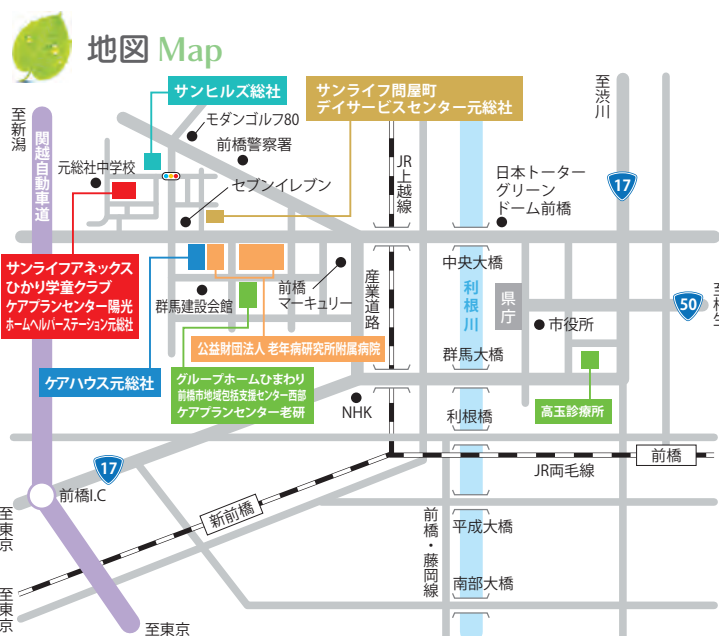 地図 Map
サンヒルズ総社
サンライフ問屋町
デイサービスセンター元総社
至渋川
至新潟
関越自動車道
モダンゴルフ80
前橋警察署
元総社中学校
セブンイレブン
JR上越線
日本トーター
グリーン
ドーム前橋
17
サンライフアネックス
ひかり学童クラブ
ケアプランセンター陽光
ホームヘルパーステーション元総社
中央大橋
産業道路
利根川
県庁
前橋
マーキュリー
群馬建設会館
50
市役所
公益財団法人 老年病研究所附属病院
群馬大橋
ケアハウス元総社
グループホームひまわり
前橋市地域包括支援センター西部
ケアプランセンター老研
NHK
利根橋
高玉診療所
17
JR両毛線
前橋
前橋I.C
新前橋
至東京
前橋・藤岡線
平成大橋
南部大橋
至東京
至東京